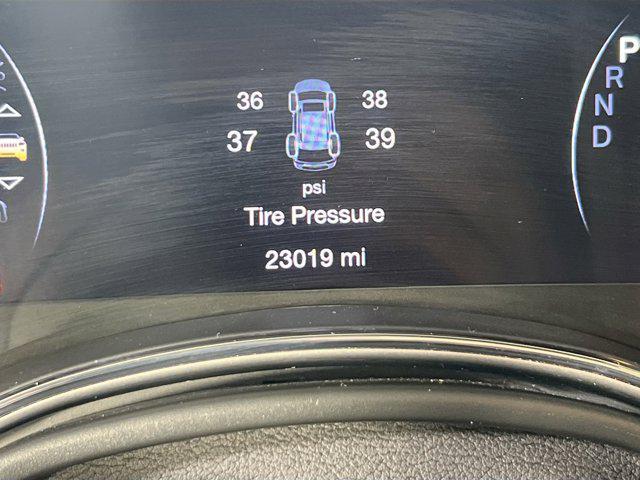 P
R
N
D
36 38
37 39
psi
Tire Pressure
23019 mi